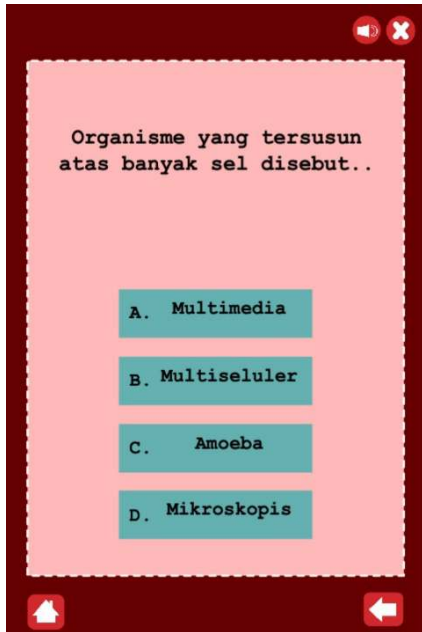 Organisme yang tersusun
atas banyak sel disebut..
A. Multimedia
B. Multiseluler
C. Amoeba
D. Mikroskopis